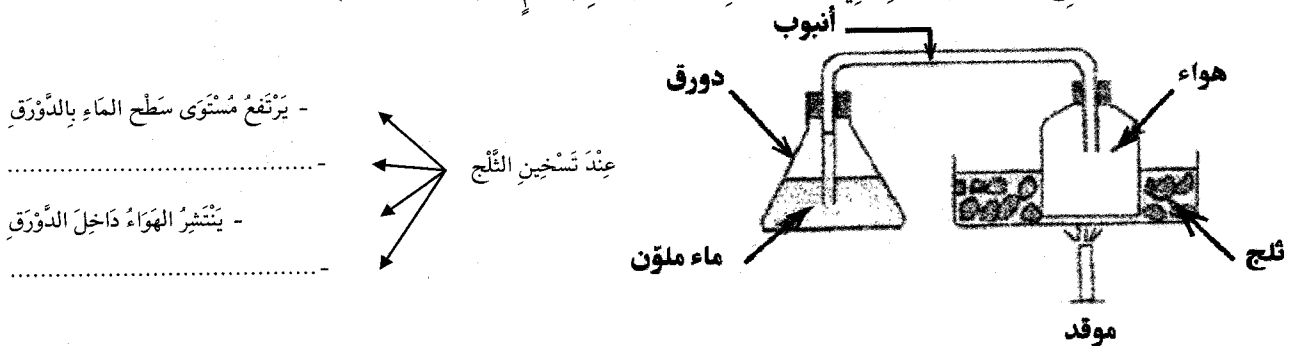 أنبوب
دورق
هواء
عِنْدَ تَسْخِينِ الثَّلْجِ
- يَرْتَفِعُ مُسْتَوَى سَطْحِ المَاءِ بِالدَّوْرَقِ
-........................................
- يَنْتَشِرُ الهَوَاءُ دَاخِلَ الدَّوْرَقِ
-........................................
ماء ملوّن
ثلج
موقد